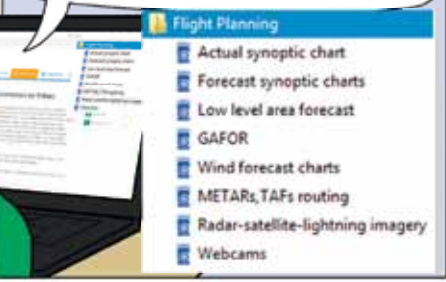 Flight Planning
Actual synoptic chart
Forecast synoptic charts
Low level area forecast
GAFOR
Wind forecast charts
METARs,TAFs routing
Radar-satellite-lightning imagery
Webcams